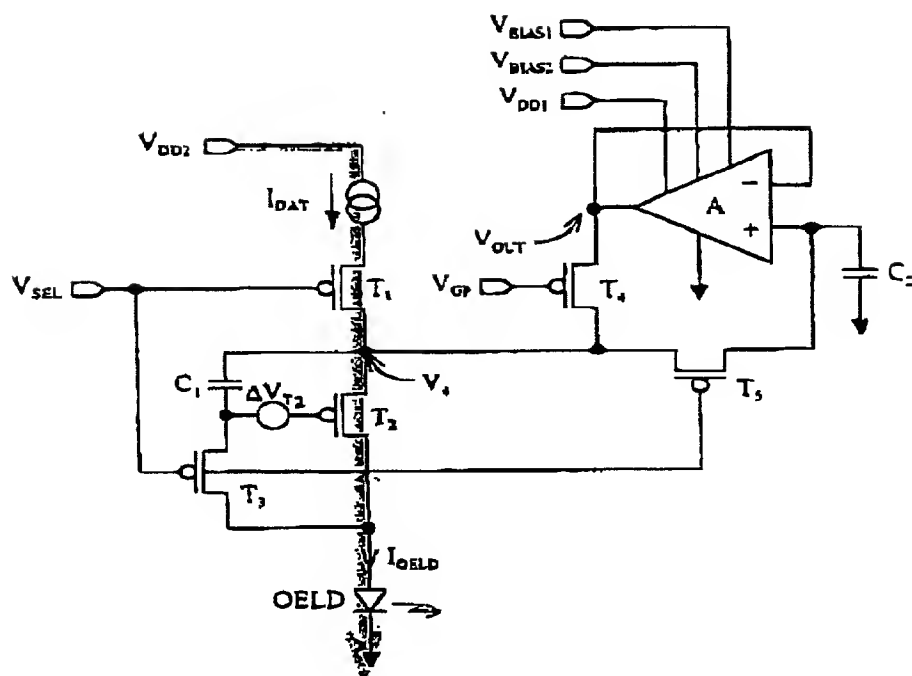 V_BIAS1
V_BIAS2
V_DD1
V_DD2
I_DAT
A
V_OUT
V_SEL
T_1
V_GP
T_4
C_2
C_1
ΔV_T2
V_4
T_2
T_5
T_3
I_OELD
OELD